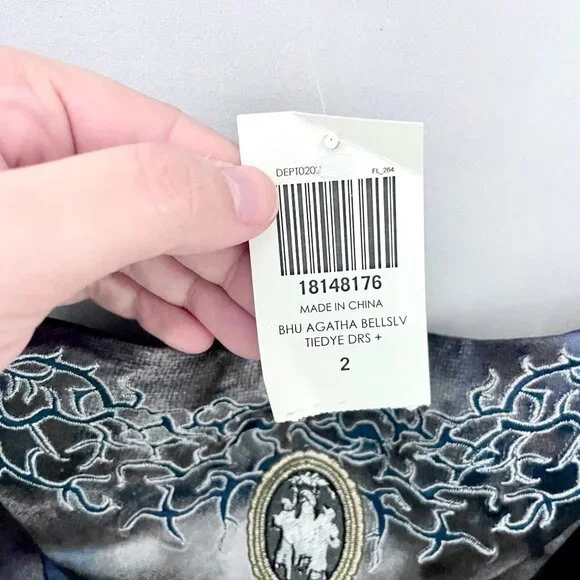 DEPT0202
FL_264
18148176
MADE IN CHINA
BHU AGATHA BELLSLV
TIEDYE DRS +
2